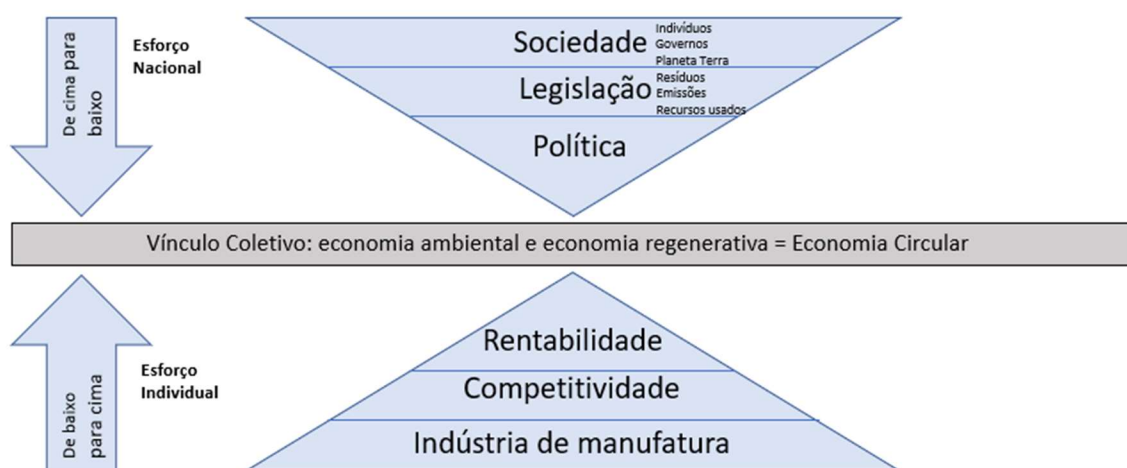 De cima para
baixo
Esforço
Nacional
Sociedade
Indivíduos
Governos
Planeta Terra
Legislação
Resíduos
Emissões
Recursos usados
Política
Vínculo Coletivo: economia ambiental e economia regenerativa = Economia Circular
De baixo
para cima
Esforço
Individual
Rentabilidade
Competitividade
Indústria de manufatura